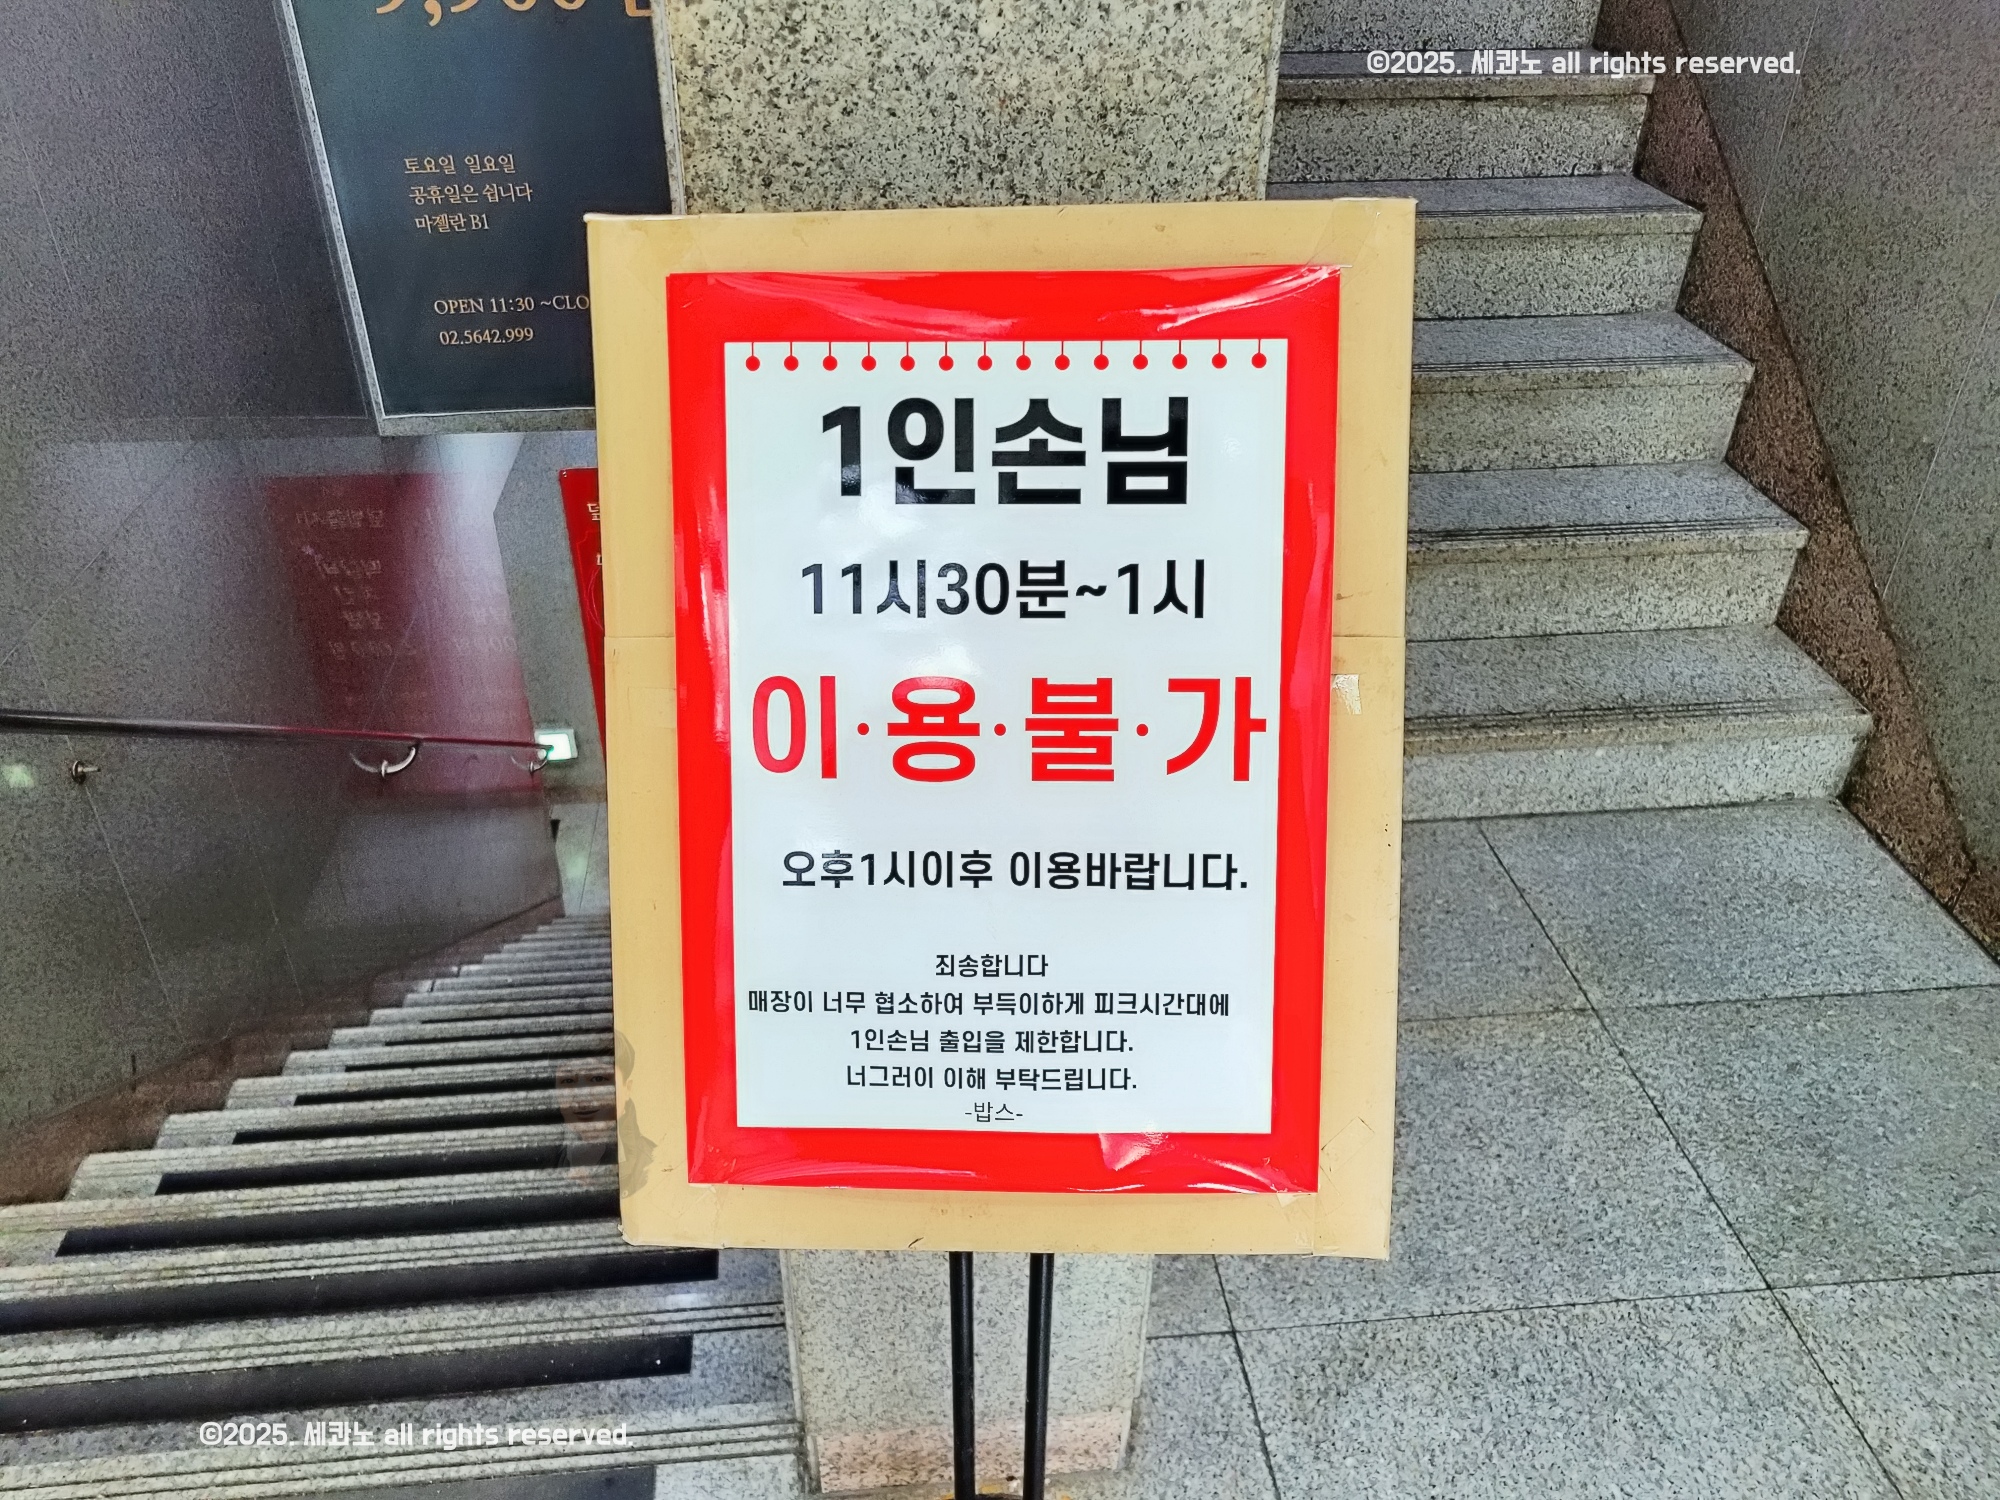 ©2025. 세콰노 all rights reserved.
토요일 일요일
공휴일은 쉽니다
마젤란 B1
OPEN 11:30 ~CLO
02.5642.999
1인손님
11시30분~1시
이·용·불·가
오후1시이후 이용바랍니다.
죄송합니다
매장이 너무 협소하여 부득이하게 피크시간대에
1인손님 출입을 제한합니다.
너그러이 이해 부탁드립니다.
-밥스-
©2025. 세콰노 all rights reserved.